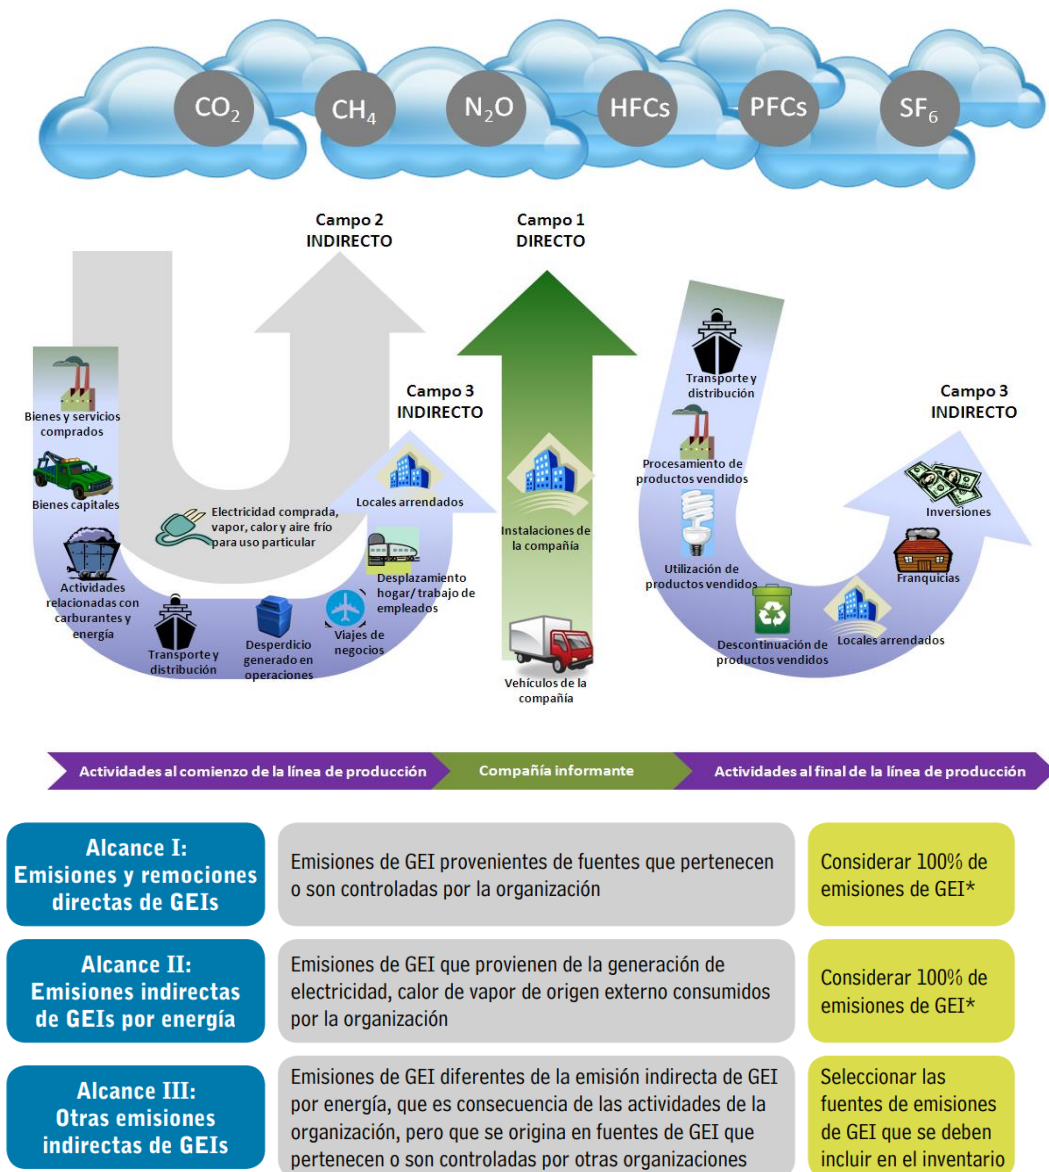 CO2
CH4
N2O
HFCs
PFCs
SF6
Campo 2
INDIRECTO
Campo 1
DIRECTO
Campo 3
INDIRECTO
Campo 3
INDIRECTO
Bienes y servicios
comprados
Bienes capitales
Actividades
relacionadas con
carburantes y
energía
Transporte y
distribución
Desperdicio
generado en
operaciones
Viajes de
negocios
Desplazamiento
hogar/ trabajo de
empleados
Locales arrendados
Electricidad comprada,
vapor, calor y aire frío
para uso particular
Instalaciones de
la compañía
Vehículos de la
compañía
Transporte y
distribución
Procesamiento de
productos vendidos
Utilización de
productos vendidos
Descontinuación de
productos vendidos
Locales arrendados
Franquicias
Inversiones
Actividades al comienzo de la línea de producción
Compañía informante
Actividades al final de la línea de producción
Alcance I:
Emisiones y remociones
directas de GEIs
Emisiones de GEI provenientes de fuentes que pertenecen
o son controladas por la organización
Considerar 100% de
emisiones de GEI*
Alcance II:
Emisiones indirectas
de GEIs por energía
Emisiones de GEI que provienen de la generación de
electricidad, calor de vapor de origen externo consumidos
por la organización
Considerar 100% de
emisiones de GEI*
Alcance III:
Otras emisiones
indirectas de GEIs
Emisiones de GEI diferentes de la emisión indirecta de GEI
por energía, que es consecuencia de las actividades de la
organización, pero que se origina en fuentes de GEI que
pertenecen o son controladas por otras organizaciones
Seleccionar las
fuentes de emisiones
de GEI que se deben
incluir en el inventario